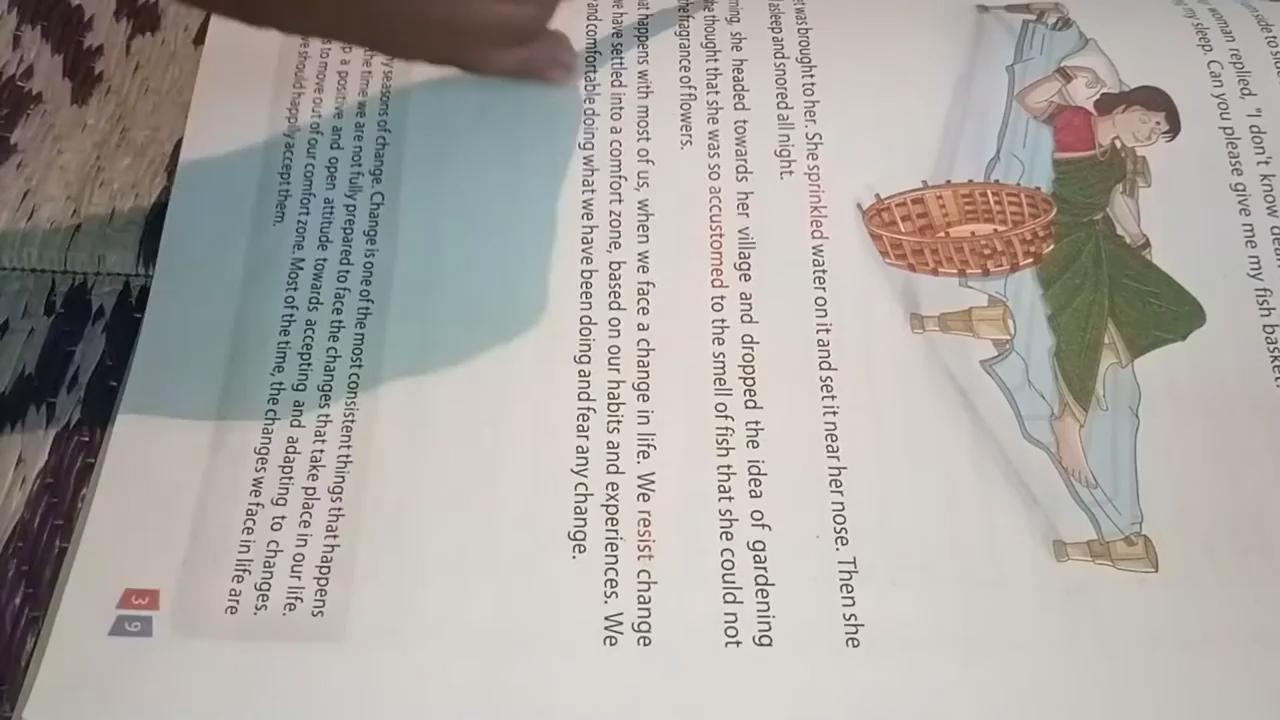 woman replied, "I don't know dear
my sleep. Can you please give me my fish basket
was brought to her. She sprinkled water on it and set it near her nose. Then she
asleep and snored all night.
she headed towards her village and dropped the idea of gardening
thought that she was so accustomed to the smell of fish that she could not
the fragrance of flowers.
happens with most of us, when we face a change in life. We resist change
have settled into a comfort zone, based on our habits and experiences. We
and comfortable doing what we have been doing and fear any change.
seasons of change. Change is one of the most consistent things that happens
the time we are not fully prepared to face the changes that take place in our life.
a positive and open attitude towards accepting and adapting to changes.
to move out of our comfort zone. Most of the time, the changes we face in life are
should happily accept them.
39